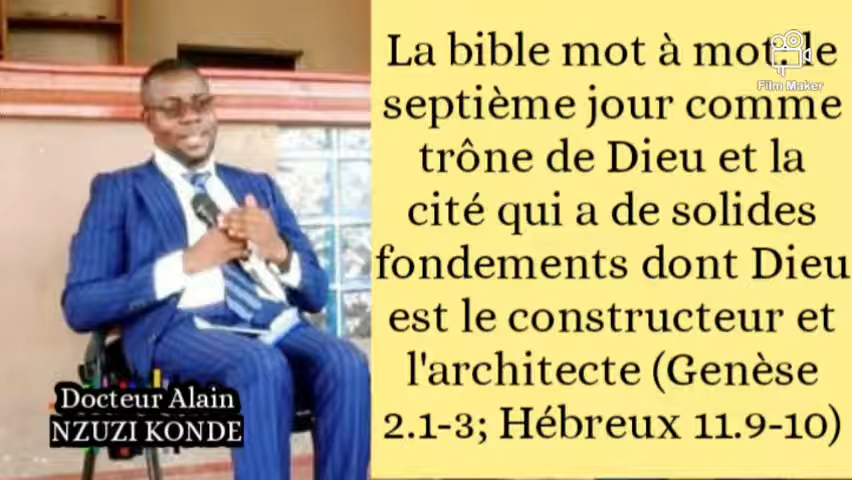 La bible mot à mot: le
septième jour comme
trône de Dieu et la
cité qui a de solides
fondements dont Dieu
est le constructeur et
l'architecte (Genèse
2.1-3; Hébreux 11.9-10)
Film Maker
Docteur Alain
NZUZI KONDE